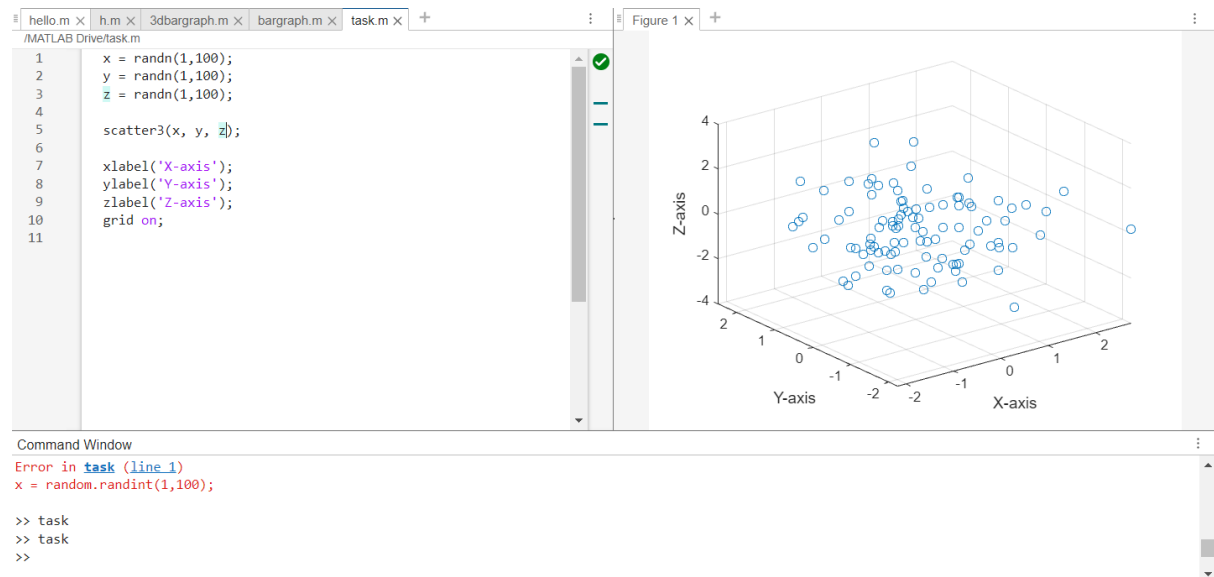 hello.m × h.m × 3dbargraph.m × bargraph.m × task.m × +
/MATLAB Drive/task.m
1 x = randn(1,100);
2 y = randn(1,100);
3 z = randn(1,100);
4
5 scatter3(x, y, z);
6
7 xlabel('X-axis');
8 ylabel('Y-axis');
9 zlabel('Z-axis');
10 grid on;
11
Figure 1 × +
4
2
0
-2
-4
Z-axis
2
1
0
-1
-2
Y-axis
-2
-1
0
1
2
X-axis
Command Window
Error in task (line 1)
x = random.randint(1,100);
>> task
>> task
>>